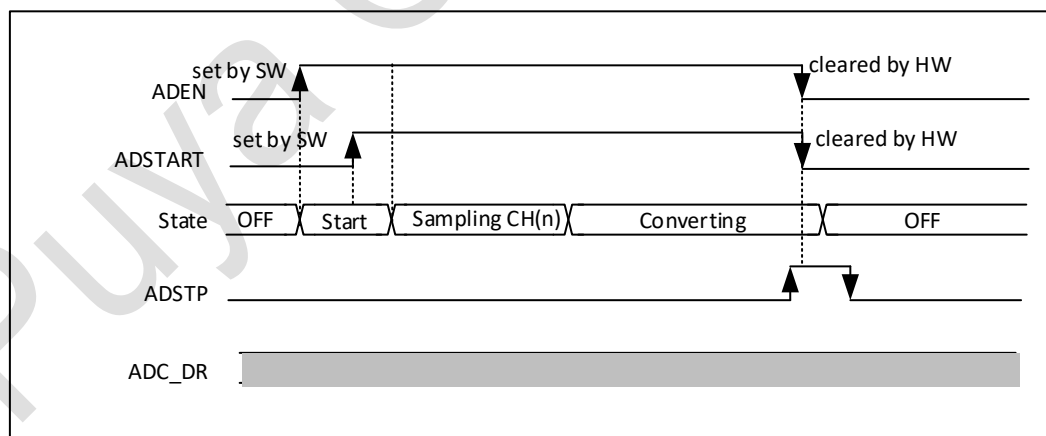 set by SW
cleared by HW
ADEN
set by SW
cleared by HW
ADSTART
State OFF Start Sampling CH(n) Converting OFF
ADSTP
ADC_DR
Puya